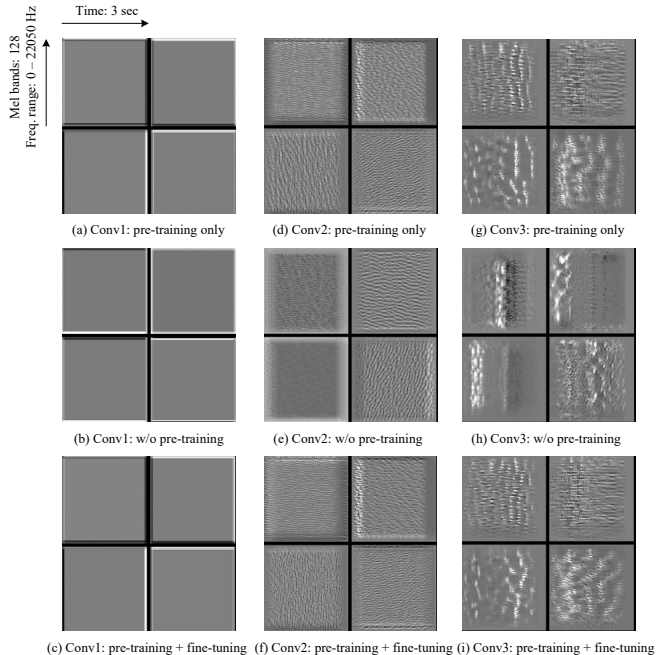 Time: 3 sec
Mel bands: 128
Freq. range: 0 – 22050 Hz
(a) Conv1: pre-training only
(d) Conv2: pre-training only
(g) Conv3: pre-training only
(b) Conv1: w/o pre-training
(e) Conv2: w/o pre-training
(h) Conv3: w/o pre-training
(c) Conv1: pre-training + fine-tuning
(f) Conv2: pre-training + fine-tuning
(i) Conv3: pre-training + fine-tuning